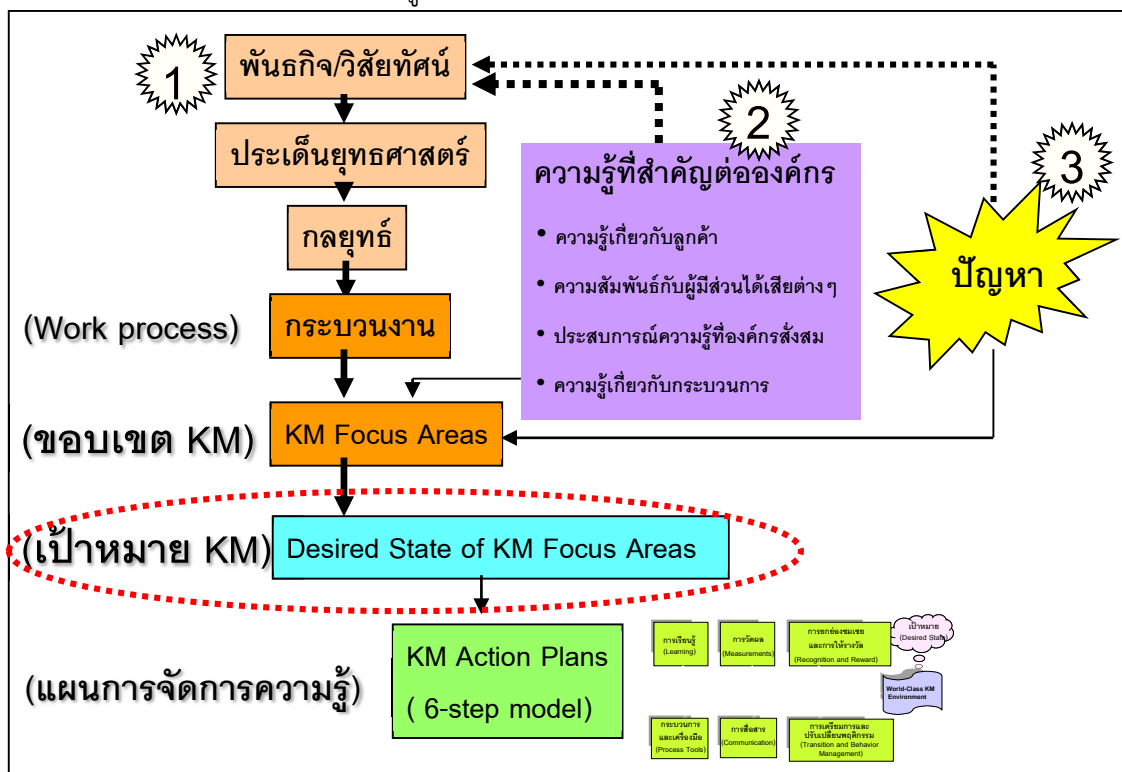 พันธกิจ/วิสัยทัศน์
1
ประเด็นยุทธศาสตร์
2
ความรู้ที่สำคัญต่อองค์กร
3
กลยุทธ์
• ความรู้เกี่ยวกับลูกค้า
• ความสัมพันธ์กับผู้มีส่วนได้เสียต่างๆ
• ประสบการณ์ความรู้ที่องค์กรสั่งสม
• ความรู้เกี่ยวกับกระบวนการ
ปัญหา
(Work process)
กระบวนงาน
(ขอบเขต KM)
KM Focus Areas
(เป้าหมาย KM)
Desired State of KM Focus Areas
(แผนการจัดการความรู้)
KM Action Plans
( 6-step model)
การเรียนรู้
(Learning)
การวัดผล
(Measurements)
การยกย่องชมเชย
และการให้รางวัล
(Recognition and Reward)
เป้าหมาย
(Desired State)
World-Class KM
Environment
กระบวนการ
และเครื่องมือ
(Process Tools)
การสื่อสาร
(Communication)
การเตรียมการและ
ปรับเปลี่ยนพฤติกรรม
(Transition and Behavior
Management)